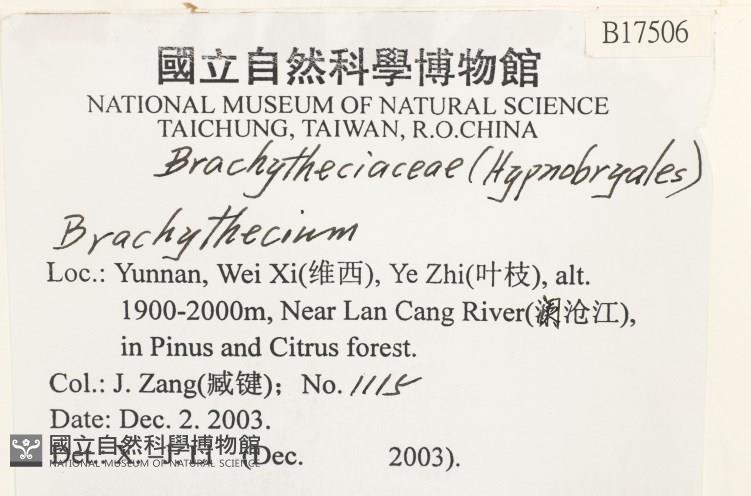 B17506
國立自然科學博物館
NATIONAL MUSEUM OF NATURAL SCIENCE
TAICHUNG, TAIWAN, R.O.CHINA
Brachytheciaceae (Hypnobryales)
Brachythecium
Loc.: Yunnan, Wei Xi(维西), Ye Zhi(叶枝), alt.
1900-2000m, Near Lan Cang River(澜沧江),
in Pinus and Citrus forest.
Col.: J. Zang(臧键); No. 1115
Date: Dec. 2. 2003.
Det.: X. –J. Li (Dec. 2003).
國立自然科學博物館
NATIONAL MUSEUM OF NATURAL SCIENCE